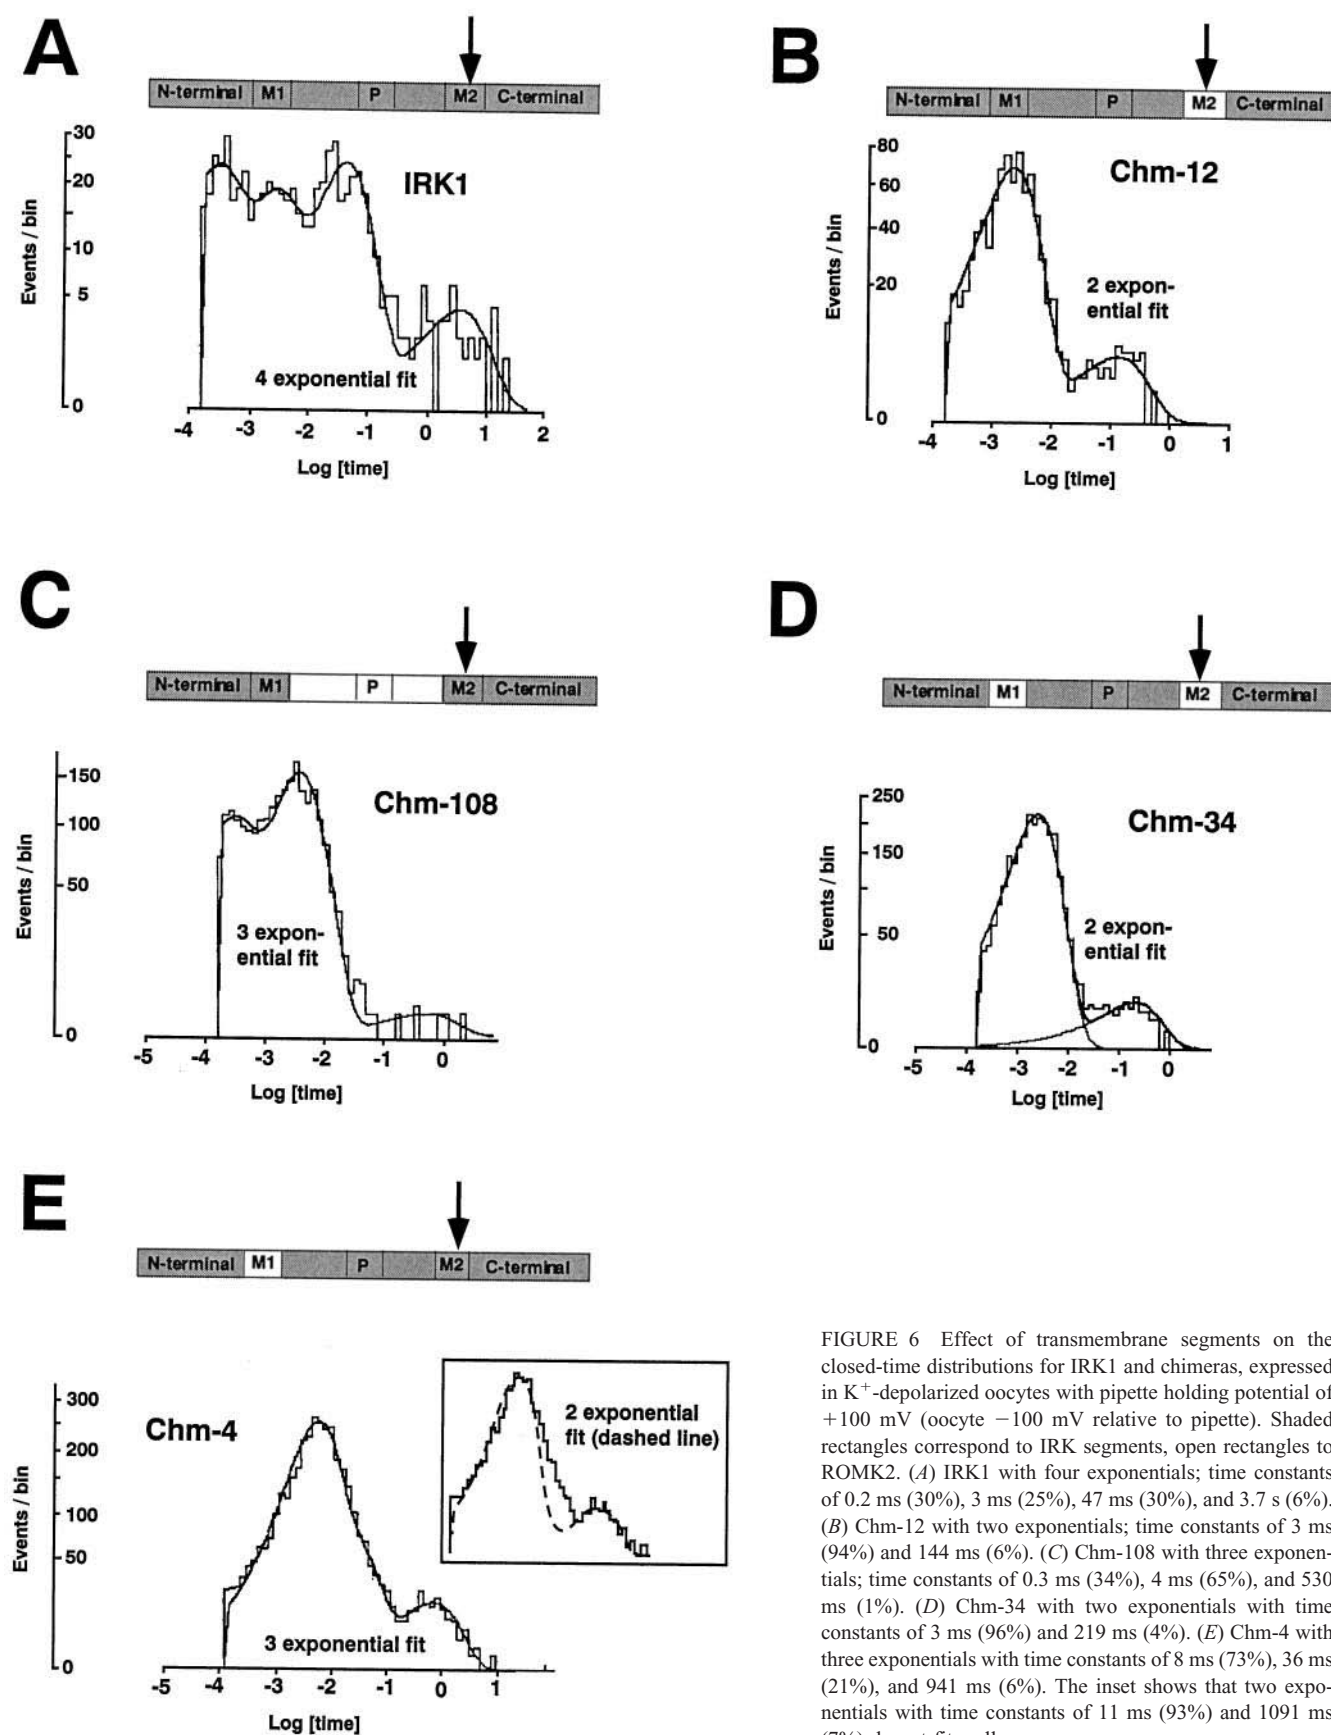 A
N-terminal M1 P M2 C-terminal
Events / bin
30
20
10
5
0
IRK1
4 exponential fit
-4 -3 -2 -1 0 1 2
Log [time]
B
N-terminal M1 P M2 C-terminal
Events / bin
80
60
40
20
0
Chm-12
2 expon-
ential fit
-4 -3 -2 -1 0 1
Log [time]
C
N-terminal M1 P M2 C-terminal
Events / bin
150
100
50
0
Chm-108
3 expon-
ential fit
-5 -4 -3 -2 -1 0
Log [time]
D
N-terminal M1 P M2 C-terminal
Events / bin
250
150
50
0
Chm-34
2 expon-
ential fit
-5 -4 -3 -2 -1 0
Log [time]
E
N-terminal M1 P M2 C-terminal
Events / bin
300
200
100
50
0
Chm-4
2 exponential
fit (dashed line)
3 exponential fit
-5 -4 -3 -2 -1 0 1
Log [time]
FIGURE 6 Effect of transmembrane segments on the
closed-time distributions for IRK1 and chimeras, expressed
in K+-depolarized oocytes with pipette holding potential of
+100 mV (oocyte −100 mV relative to pipette). Shaded
rectangles correspond to IRK segments, open rectangles to
ROMK2. (A) IRK1 with four exponentials; time constants
of 0.2 ms (30%), 3 ms (25%), 47 ms (30%), and 3.7 s (6%).
(B) Chm-12 with two exponentials; time constants of 3 ms
(94%) and 144 ms (6%). (C) Chm-108 with three exponen-
tials; time constants of 0.3 ms (34%), 4 ms (65%), and 530
ms (1%). (D) Chm-34 with two exponentials with time
constants of 3 ms (96%) and 219 ms (4%). (E) Chm-4 with
three exponentials with time constants of 8 ms (73%), 36 ms
(21%), and 941 ms (6%). The inset shows that two expo-
nentials with time constants of 11 ms (93%) and 1091 ms